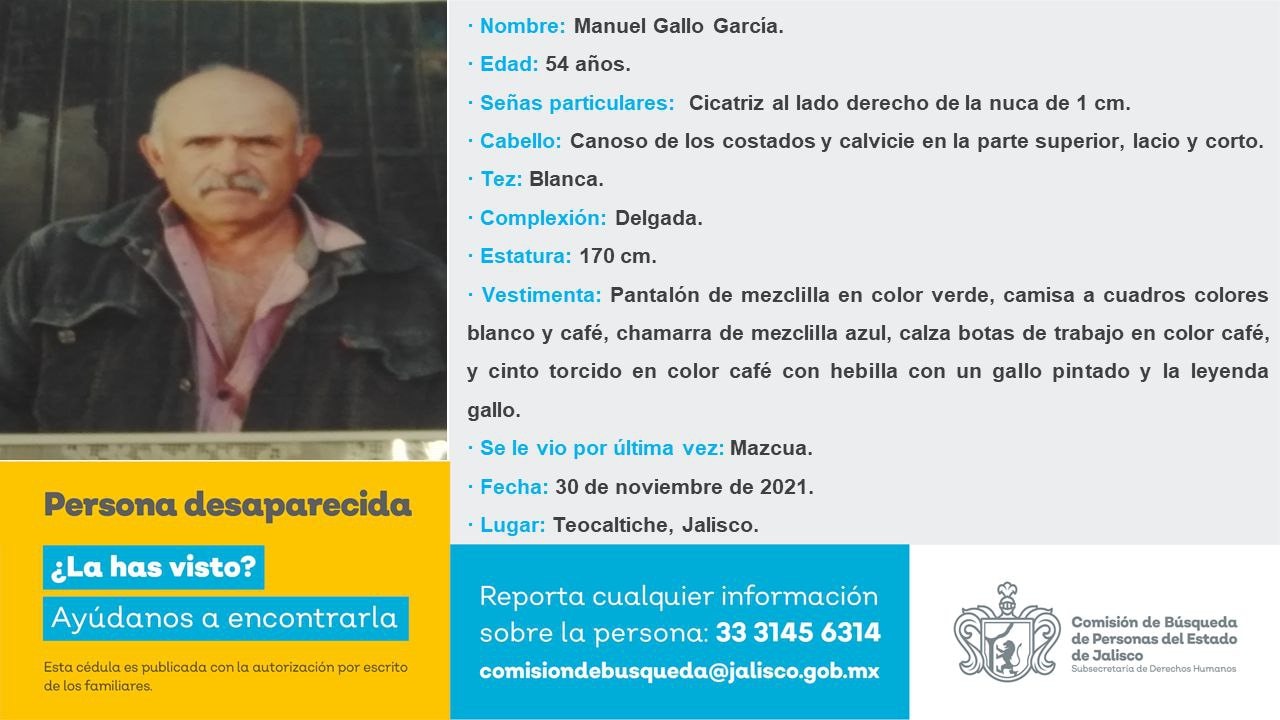 · Nombre: Manuel Gallo García.
· Edad: 54 años.
· Señas particulares: Cicatriz al lado derecho de la nuca de 1 cm.
· Cabello: Canoso de los costados y calvicie en la parte superior, lacio y corto.
· Tez: Blanca.
· Complexión: Delgada.
· Estatura: 170 cm.
· Vestimenta: Pantalón de mezclilla en color verde, camisa a cuadros colores
blanco y café, chamarra de mezclilla azul, calza botas de trabajo en color café,
y cinto torcido en color café con hebilla con un gallo pintado y la leyenda
gallo.
· Se le vio por última vez: Mazcua.
· Fecha: 30 de noviembre de 2021.
· Lugar: Teocaltiche, Jalisco.
Persona desaparecida
¿La has visto?
Ayúdanos a encontrarla
Esta cédula es publicada con la autorización por escrito
de los familiares.
Reporta cualquier información
sobre la persona: 33 3145 6314
comisiondebusqueda@jalisco.gob.mx
Comisión de Búsqueda
de Personas del Estado
de Jalisco
Subsecretaría de Derechos Humanos